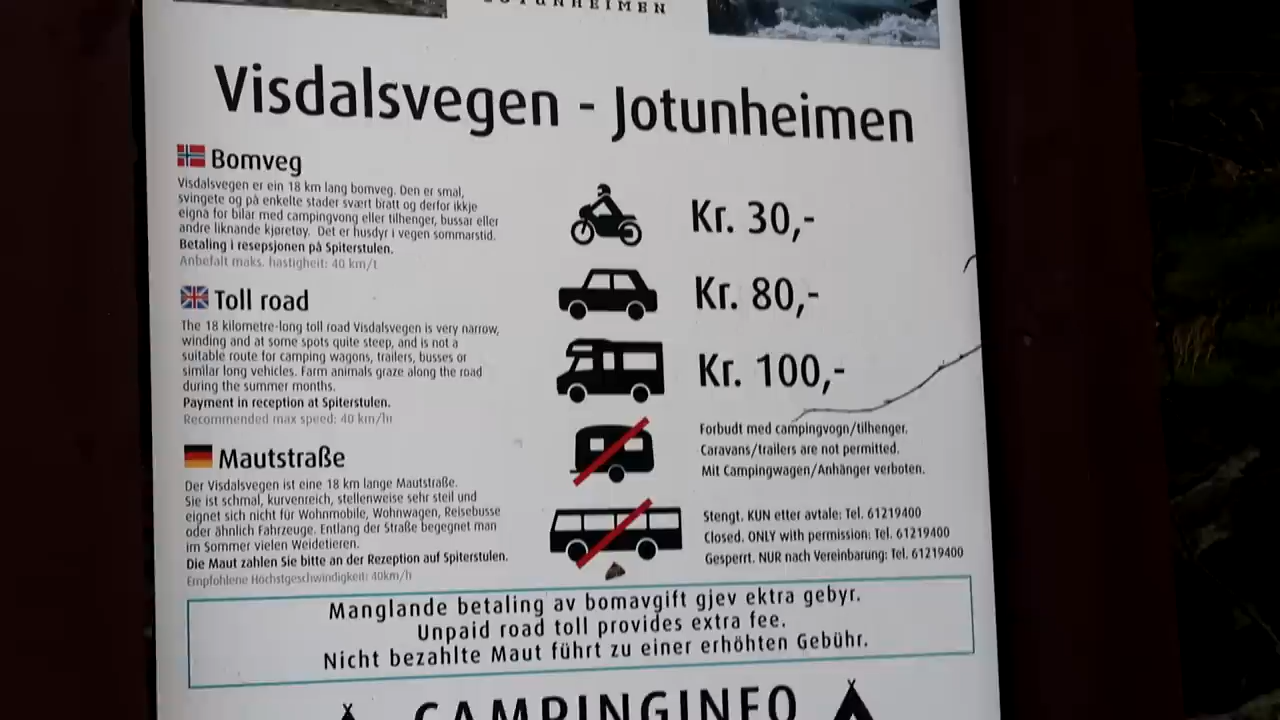 JOTUNHEIMEN
Visdalsvegen - Jotunheimen
Bomveg
Visdalsvegen er ein 18 km lang bomveg. Den er smal,
svingete og på enkelte stader svært bratt og derfor ikkje
eigna for bilar med campingvong eller tilhenger, bussar eller
andre liknande kjøretøy. Det er husdyr i vegen sommarstid.
Betaling i resepsjonen på Spiterstulen.
Anbefalt maks. hastigheit: 40 km/t
Kr. 30,-
Kr. 80,-
Kr. 100,-
Toll road
The 18 kilometre-long toll road Visdalsvegen is very narrow,
winding and at some spots quite steep, and is not a
suitable route for camping wagons, trailers, busses or
similar long vehicles. Farm animals graze along the road
during the summer months.
Payment in reception at Spiterstulen.
Recommended max speed: 40 km/hr
Mautstraße
Der Visdalsvegen ist eine 18 km lange Mautstraße.
Sie ist schmal, kurvenreich, stellenweise sehr steil und
eignet sich nicht für Wohnmobile, Wohnwagen, Reisebusse
oder ähnlich Fahrzeuge. Entlang der Straße begegnet man
im Sommer vielen Weidetieren.
Die Maut zahlen Sie bitte an der Rezeption auf Spiterstulen.
Empfohlene Höchstgeschwindigkeit: 40km/h
Forbudt med campingvogn/tilhenger.
Caravans/trailers are not permitted.
Mit Campingwagen/Anhänger verboten.
Stengt. KUN etter avtale: Tel. 61219400
Closed. ONLY with permission: Tel. 61219400
Gesperrt. NUR nach Vereinbarung: Tel. 61219400
Manglande betaling av bomavgift gjev ektra gebyr.
Unpaid road toll provides extra fee.
Nicht bezahlte Maut führt zu einer erhöhten Gebühr.
CAMPINGINFO